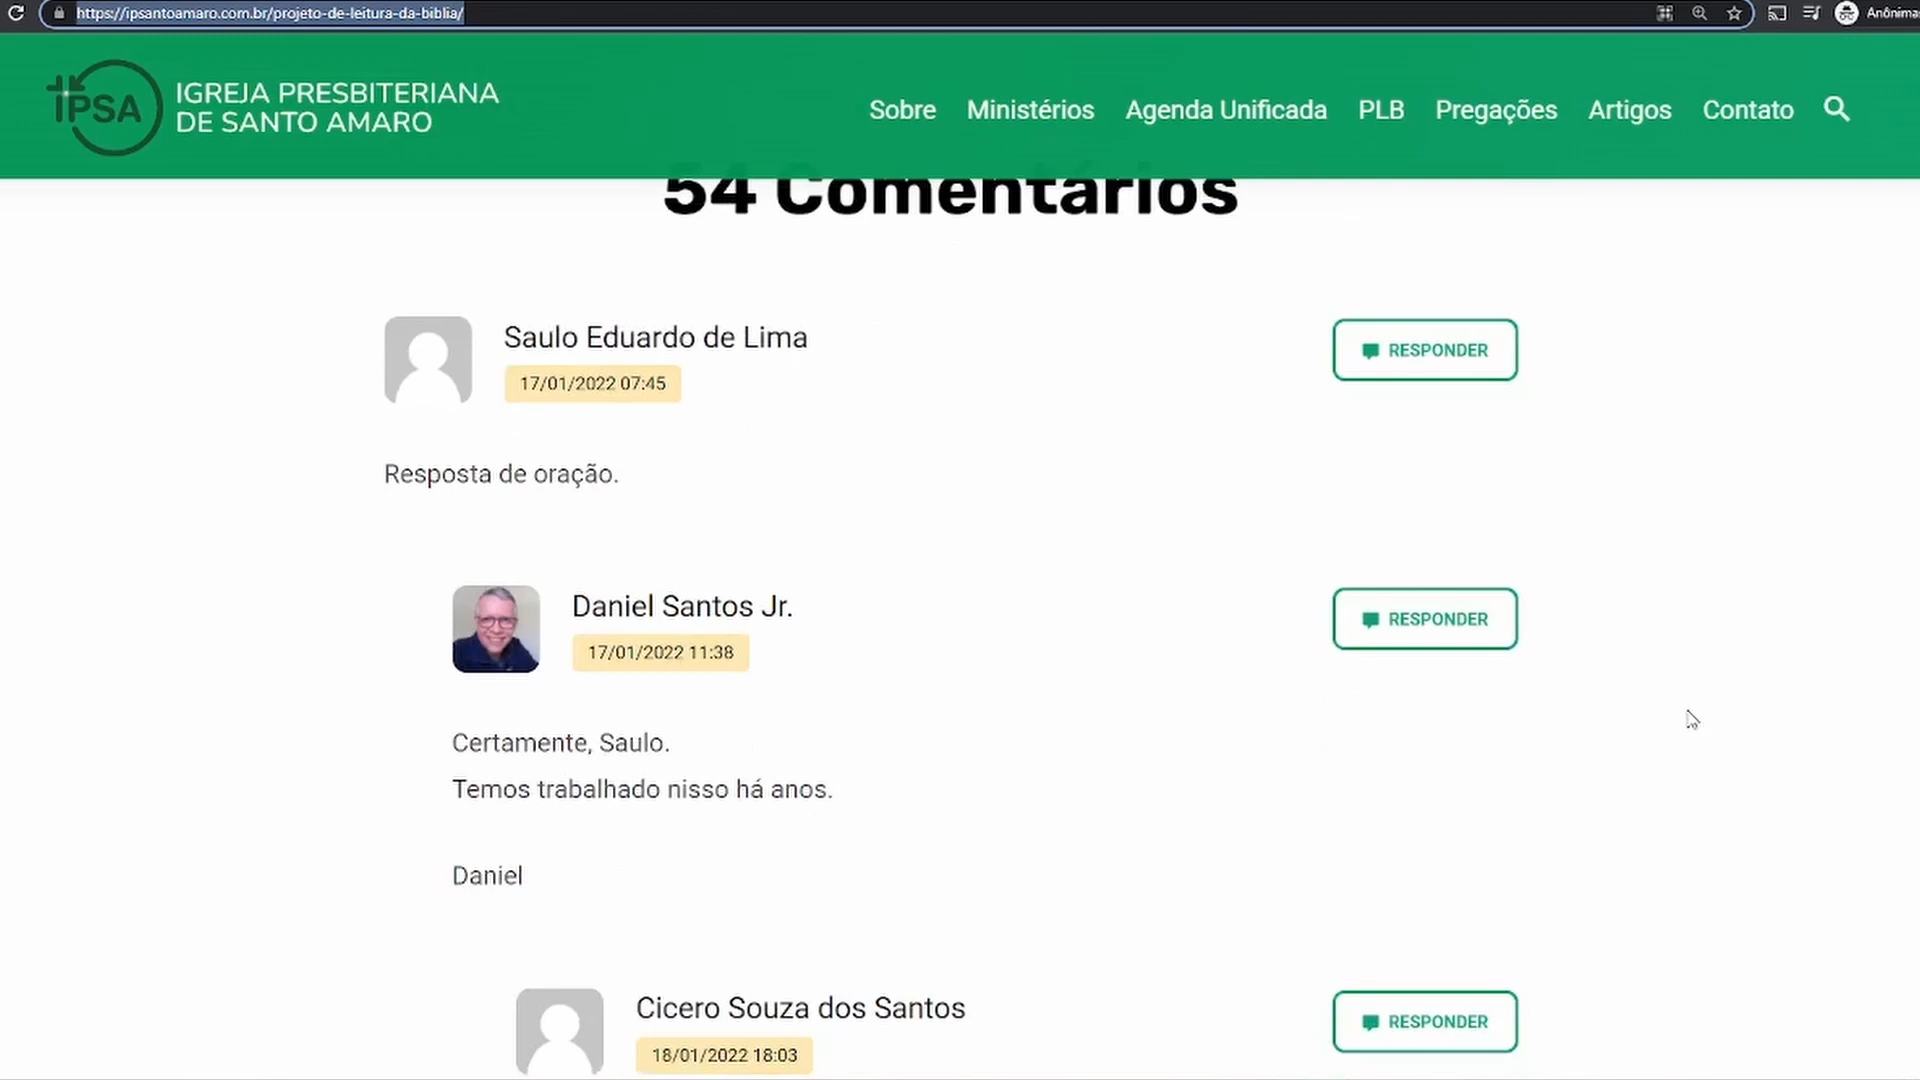 https://ipsantoamaro.com.br/projeto-de-leitura-da-biblia/
Anônima
IPSA
IGREJA PRESBITERIANA
DE SANTO AMARO
Sobre Ministérios Agenda Unificada PLB Pregações Artigos Contato
54 Comentários
Saulo Eduardo de Lima
17/01/2022 07:45
RESPONDER
Resposta de oração.
Daniel Santos Jr.
17/01/2022 11:38
RESPONDER
Certamente, Saulo.
Temos trabalhado nisso há anos.
Daniel
Cicero Souza dos Santos
18/01/2022 18:03
RESPONDER